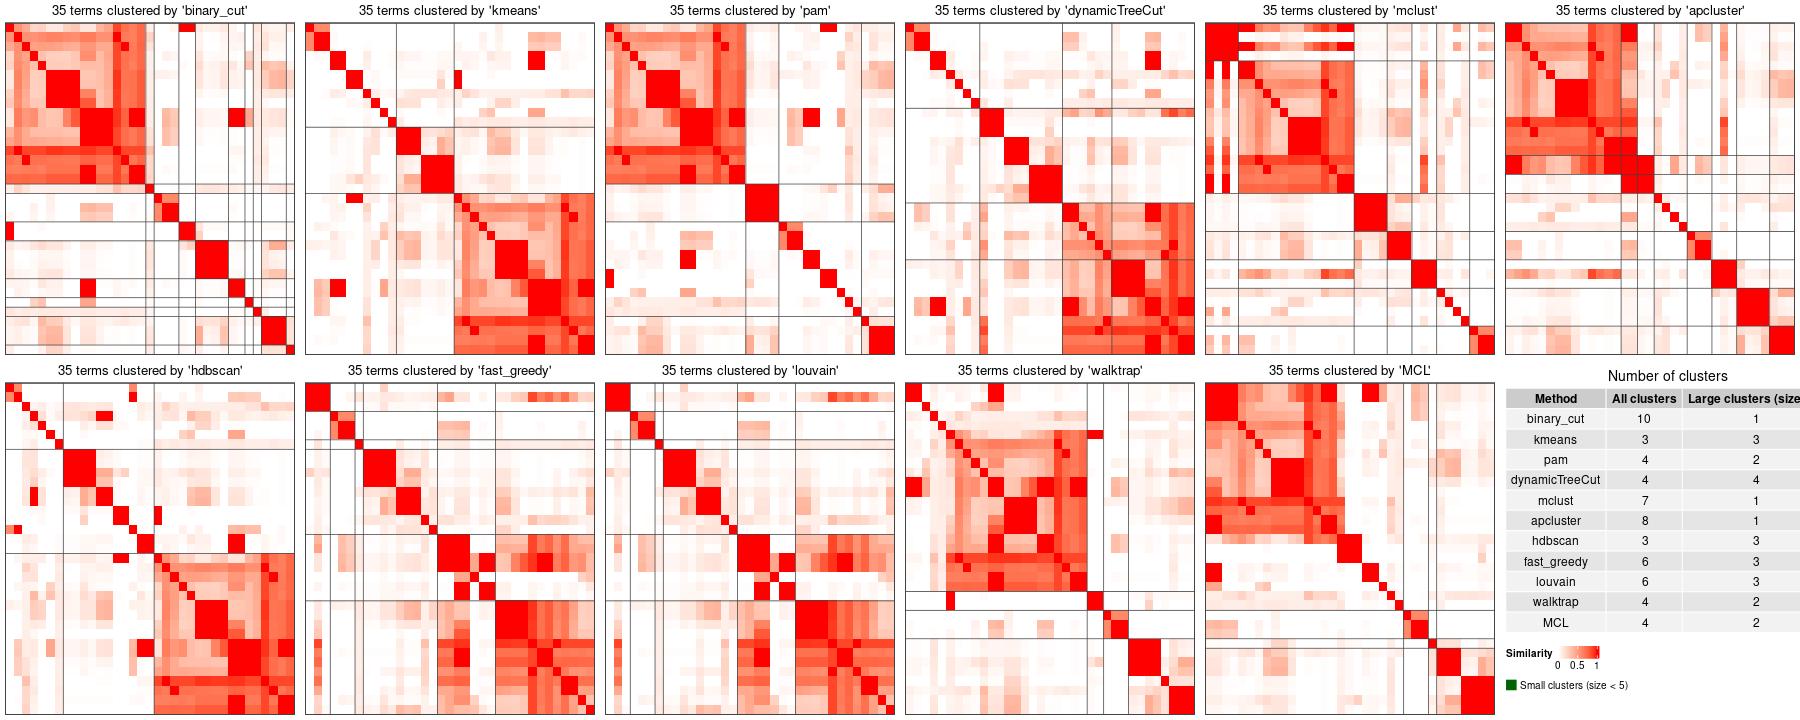 35 terms clustered by 'binary_cut'
35 terms clustered by 'kmeans'
35 terms clustered by 'pam'
35 terms clustered by 'dynamicTreeCut'
35 terms clustered by 'mclust'
35 terms clustered by 'apcluster'
35 terms clustered by 'hdbscan'
35 terms clustered by 'fast_greedy'
35 terms clustered by 'louvain'
35 terms clustered by 'walktrap'
35 terms clustered by 'MCL'
Number of clusters
Method All clusters Large clusters (size
binary_cut 10 1
kmeans 3 3
pam 4 2
dynamicTreeCut 4 4
mclust 7 1
apcluster 8 1
hdbscan 3 3
fast_greedy 6 3
louvain 6 3
walktrap 4 2
MCL 4 2
Similarity
0 0.5 1
Small clusters (size < 5)